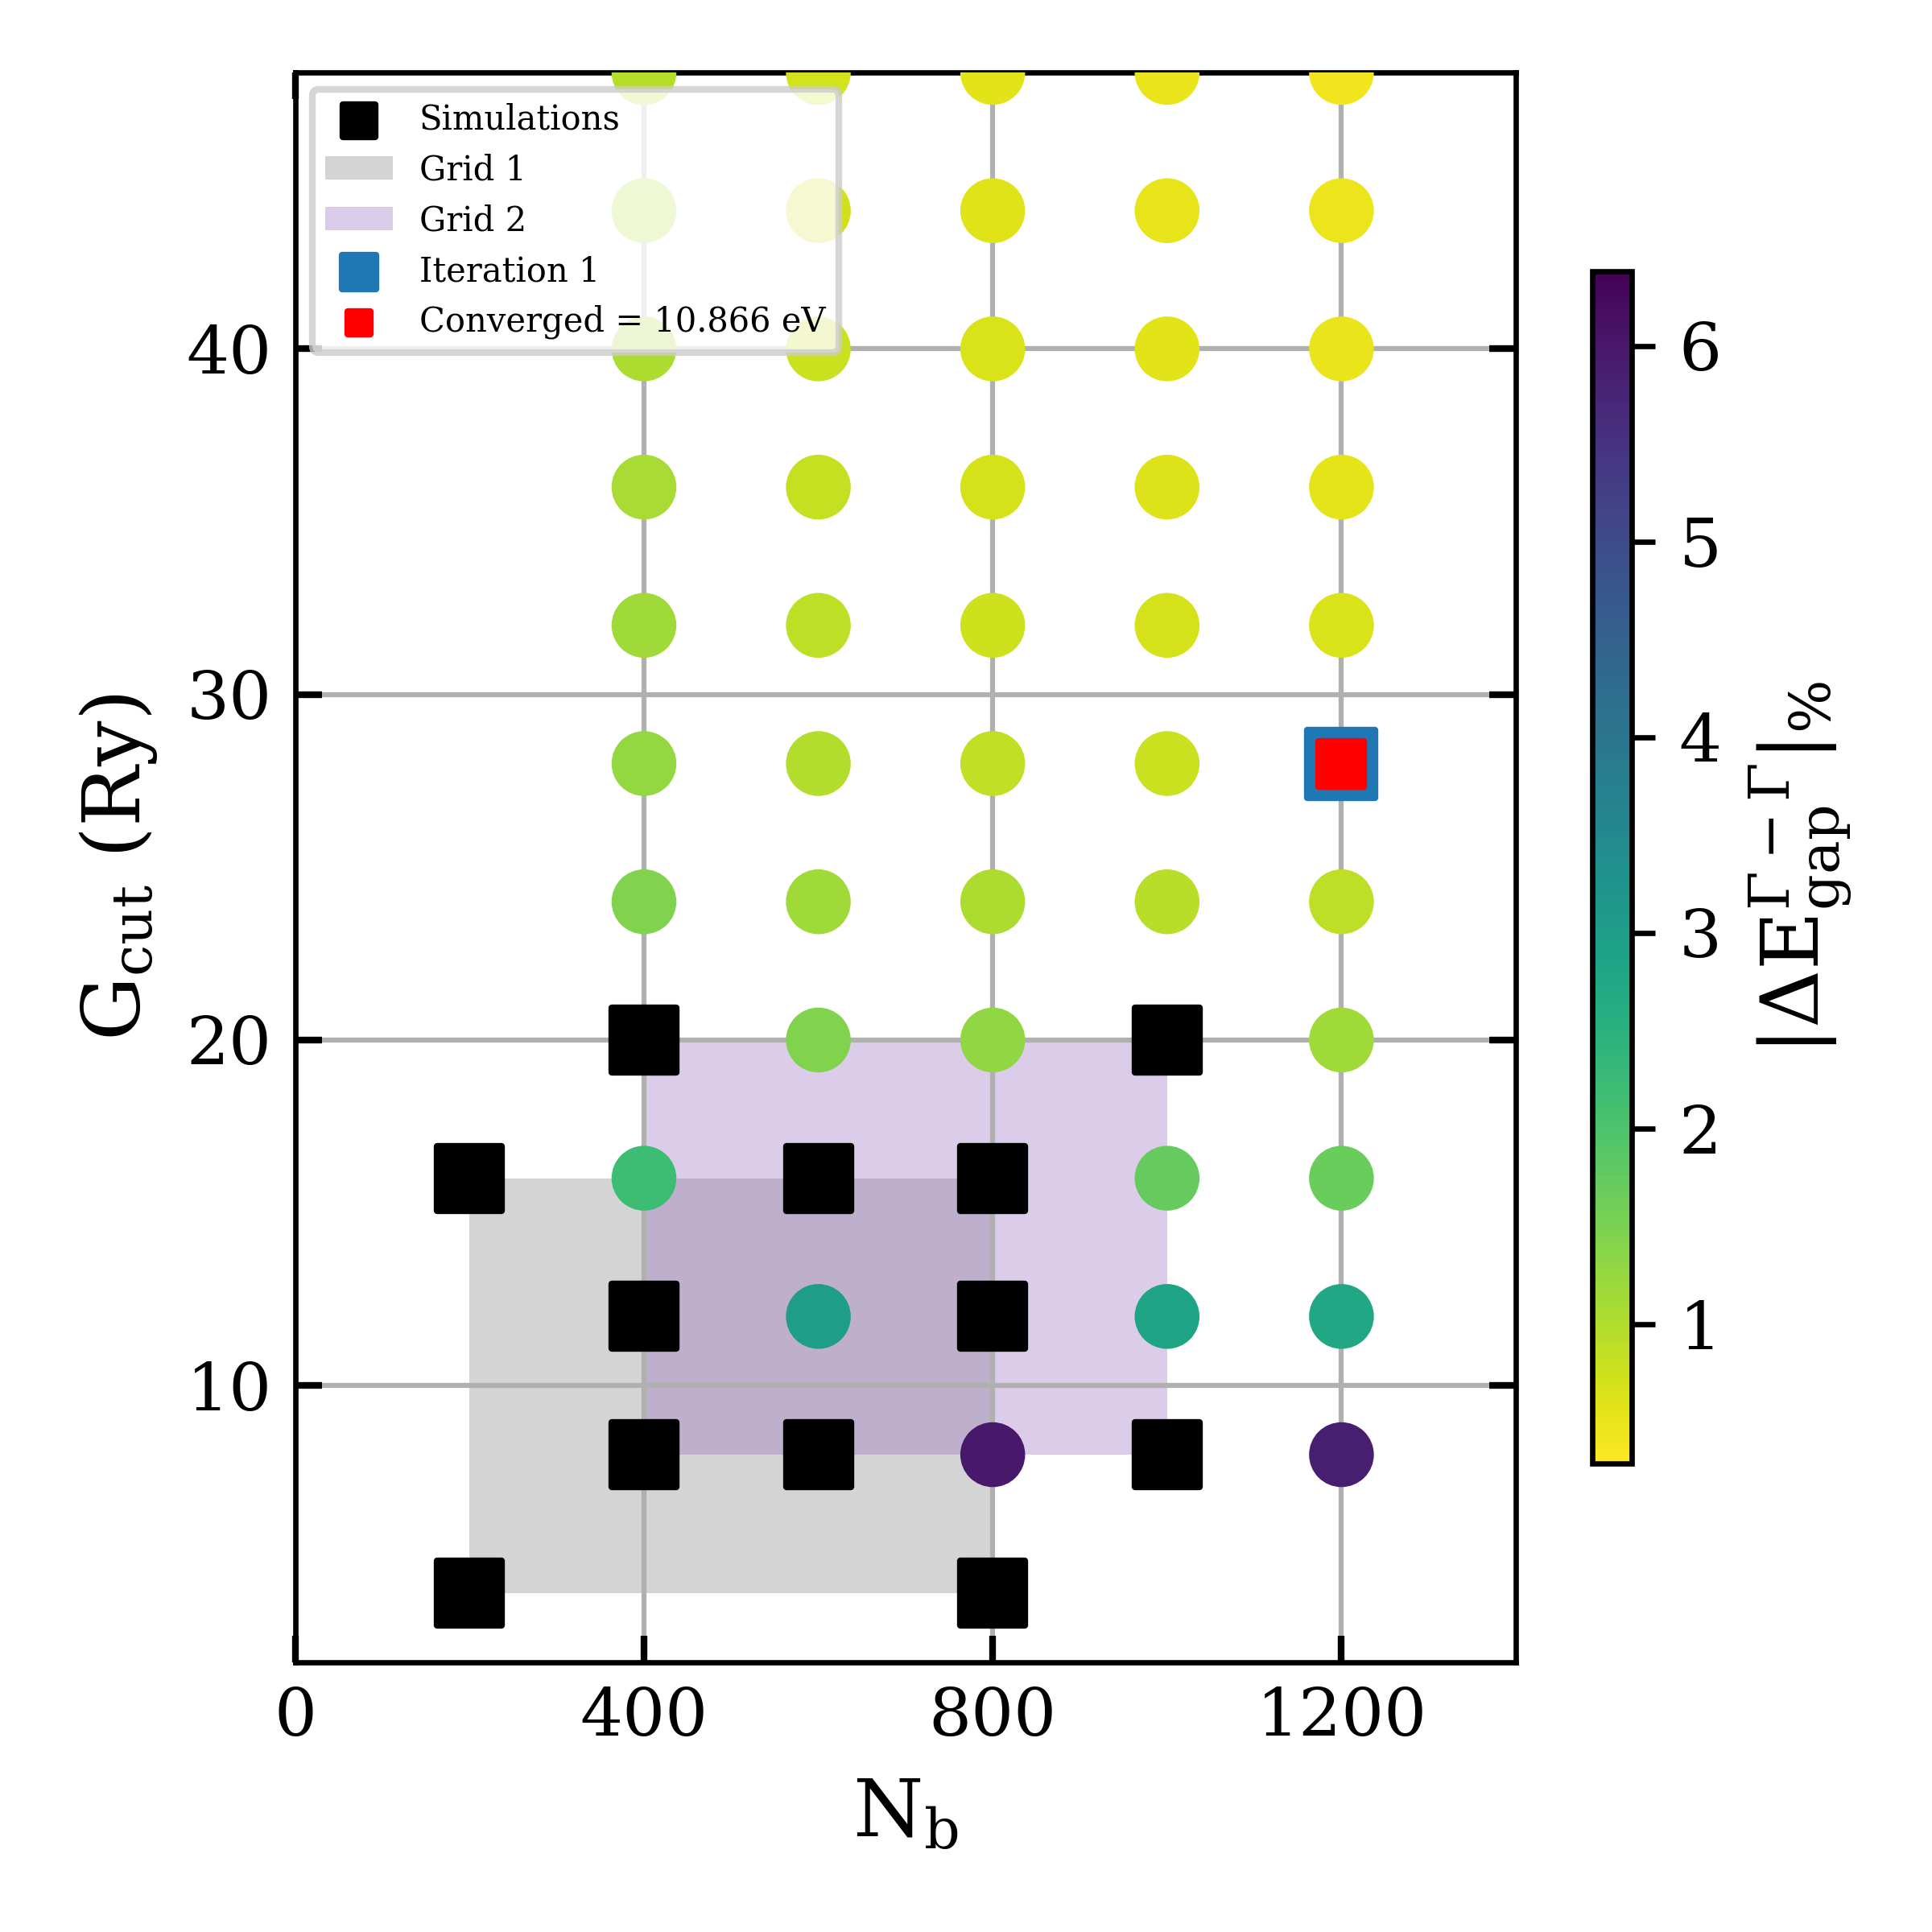 Simulations
Grid 1
Grid 2
Iteration 1
Converged = 10.866 eV
40
30
20
10
G_cut (Ry)
0 400 800 1200
N_b
6
5
4
3
2
1
|ΔE_gap^Γ−Γ|%